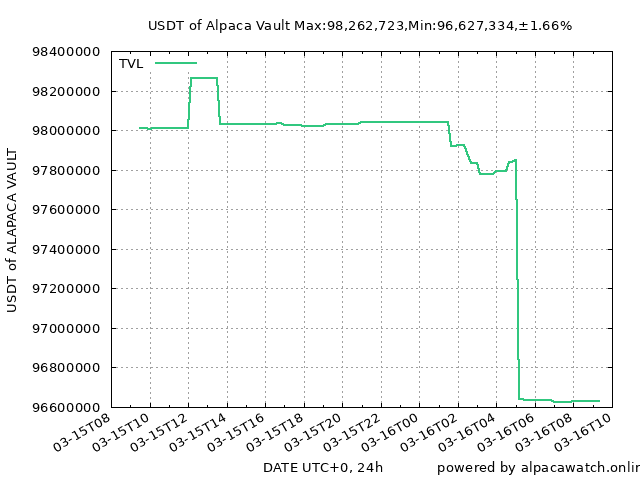 USDT of Alpaca Vault Max:98,262,723,Min:96,627,334,±1.66%
98400000
TVL
98200000
98000000
97800000
97600000
97400000
97200000
97000000
96800000
96600000
USDT of ALAPACA VAULT
03-15T08
03-15T10
03-15T12
03-15T14
03-15T16
03-15T18
03-15T20
03-15T22
03-16T00
03-16T02
03-16T04
03-16T06
03-16T08
03-16T10
DATE UTC+0, 24h
powered by alpacawatch.onlin